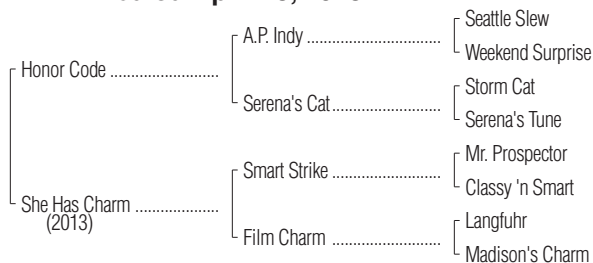 Seattle Slew
A.P. Indy ..............................
Weekend Surprise
Honor Code ........................
Storm Cat
Serena's Cat........................
Serena's Tune
Mr. Prospector
Smart Strike ........................
Classy 'n Smart
She Has Charm ..................
(2013)
Langfuhr
Film Charm ........................
Madison's Charm